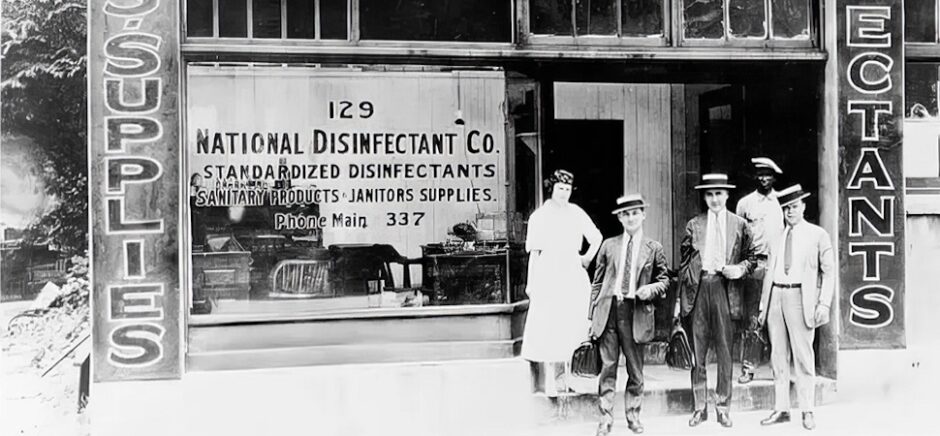 SUPPLIES
129
NATIONAL DISINFECTANT CO.
STANDARDIZED DISINFECTANTS
SANITARY PRODUCTS & JANITORS SUPPLIES.
PHONE MAIN 337
ECTANTS